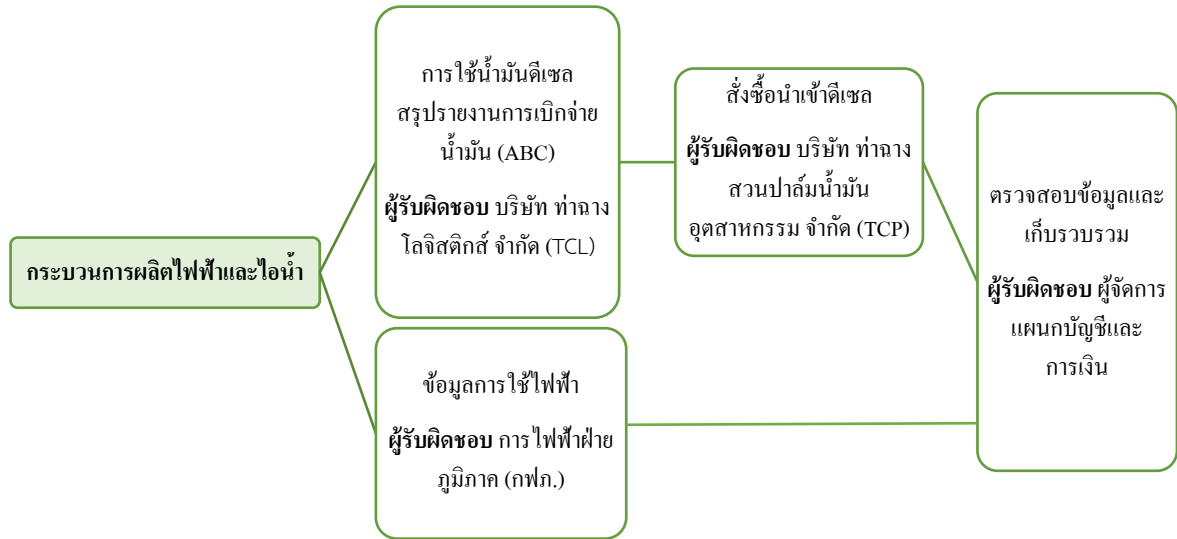 กระบวนการผลิตไฟฟ้าและไอน้ำ
การใช้น้ำมันดีเซล
สรุปรายงานการเบิกจ่าย
น้ำมัน (ABC)
ผู้รับผิดชอบ บริษัท ท่าฉาง
โลจิสติกส์ จำกัด (TCL)
สั่งซื้อนำเข้าดีเซล
ผู้รับผิดชอบ บริษัท ท่าฉาง
สวนปาล์มน้ำมัน
อุตสาหกรรม จำกัด (TCP)
ข้อมูลการใช้ไฟฟ้า
ผู้รับผิดชอบ การไฟฟ้าฝ่าย
ภูมิภาค (กฟภ.)
ตรวจสอบข้อมูลและ
เก็บรวบรวม
ผู้รับผิดชอบ ผู้จัดการ
แผนกบัญชีและ
การเงิน